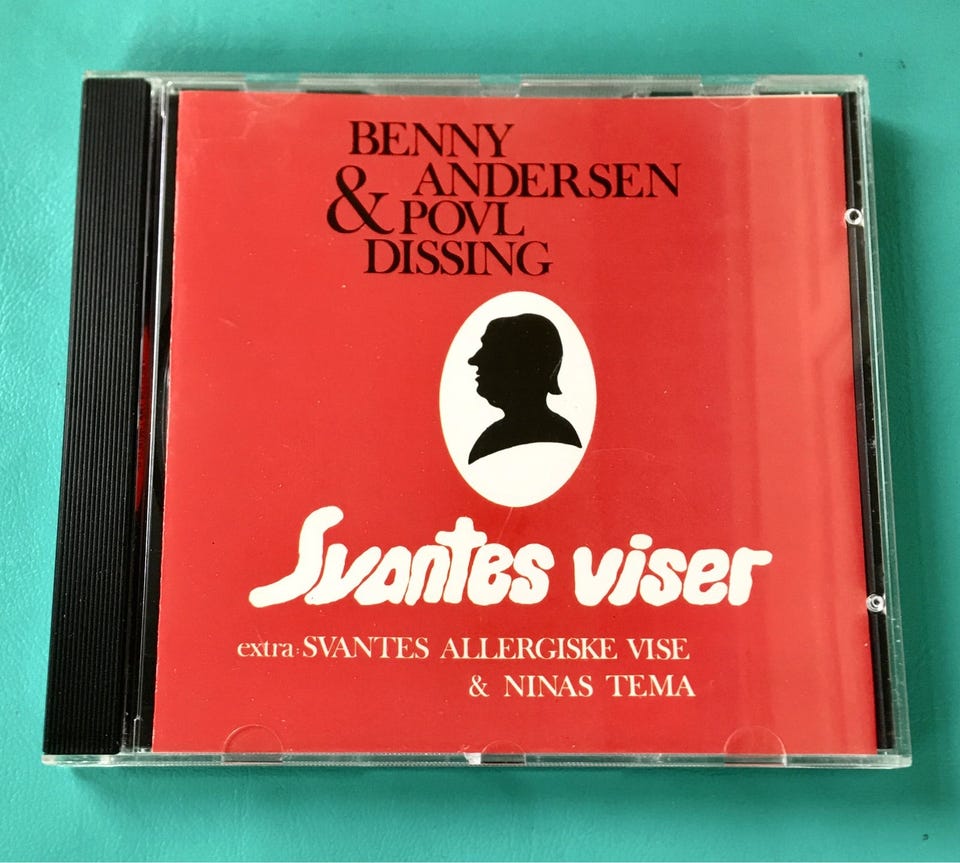 BENNY
ANDERSEN
& POVL
DISSING
Svantes viser
extra: SVANTES ALLERGISKE VISE
& NINAS TEMA